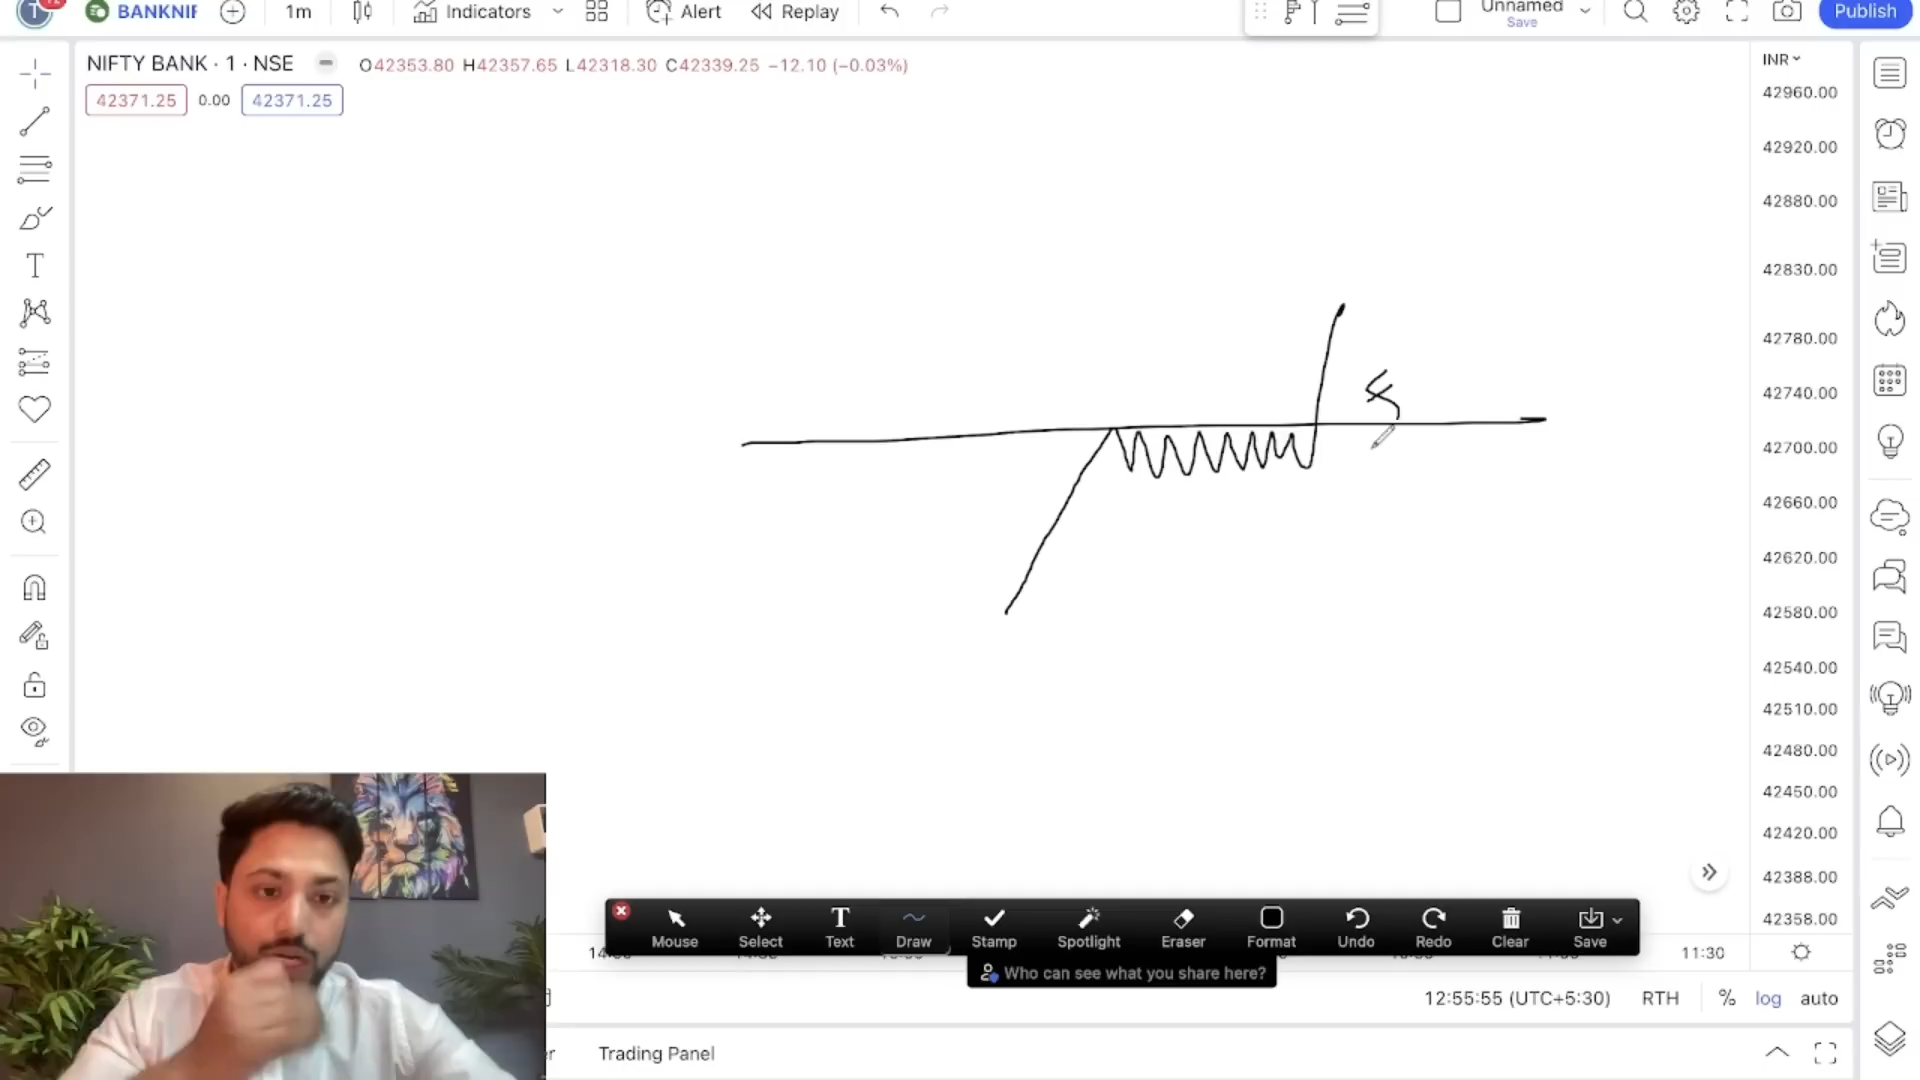 BANKNIF 1m Indicators Alert Replay Unnamed Save Publish
NIFTY BANK · 1 · NSE O42353.80 H42357.65 L42318.30 C42339.25 −12.10 (−0.03%)
42371.25 0.00 42371.25
INR
42960.00
42920.00
42880.00
42830.00
42780.00
42740.00
42700.00
42660.00
42620.00
42580.00
42540.00
42510.00
42480.00
42450.00
42420.00
42388.00
42358.00
Mouse Select Text Draw Stamp Spotlight Eraser Format Undo Redo Clear Save
11:30
Who can see what you share here?
12:55:55 (UTC+5:30) RTH % log auto
Trading Panel